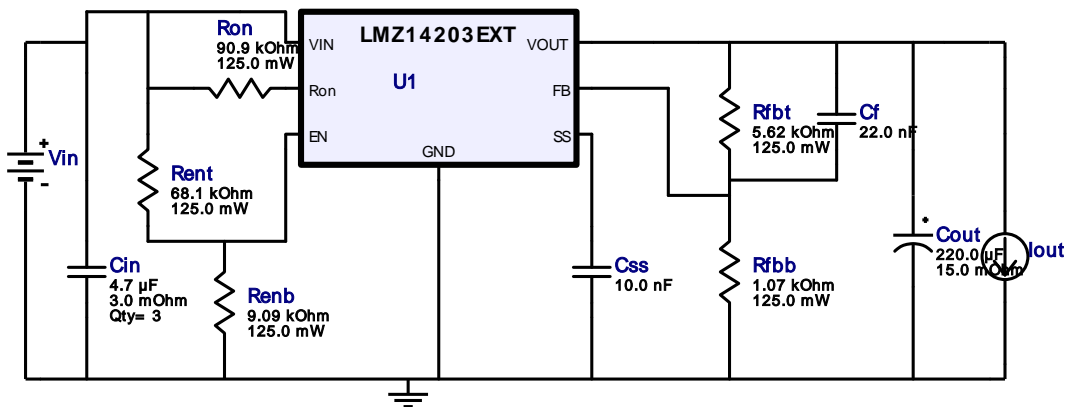 LMZ14203EXT
U1
VIN
Ron
EN
GND
VOUT
FB
SS
Ron
90.9 kOhm
125.0 mW
+
Vin
-
Rent
68.1 kOhm
125.0 mW
Cin
4.7 µF
3.0 mOhm
Qty= 3
Renb
9.09 kOhm
125.0 mW
Css
10.0 nF
Rfbt
5.62 kOhm
125.0 mW
Cf
22.0 nF
Rfbb
1.07 kOhm
125.0 mW
+
Cout
220.0 µF
15.0 mOhm
Iout